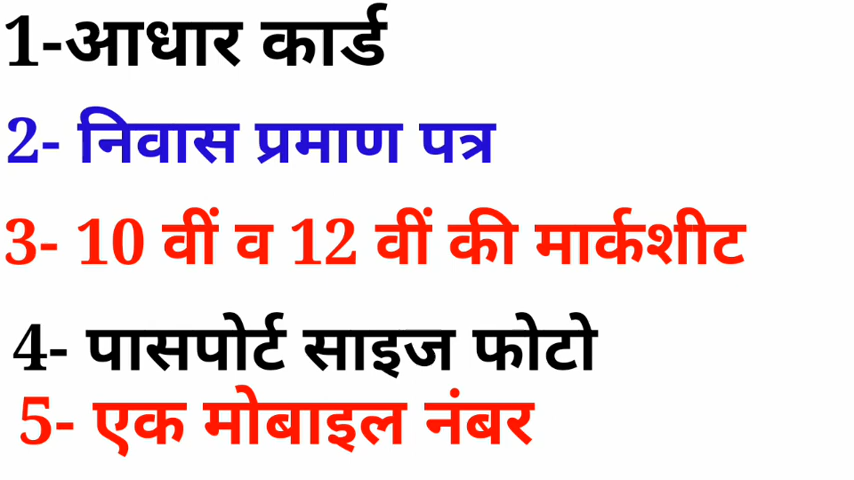 1-आधार कार्ड
2- निवास प्रमाण पत्र
3- 10 वीं व 12 वीं की मार्कशीट
4- पासपोर्ट साइज फोटो
5- एक मोबाइल नंबर